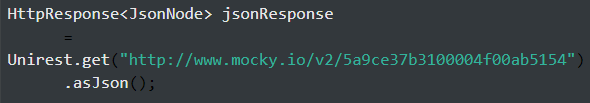 HttpResponse<JsonNode> jsonResponse
=
Unirest.get("http://www.mocky.io/v2/5a9ce37b3100004f00ab5154")
.asJson();